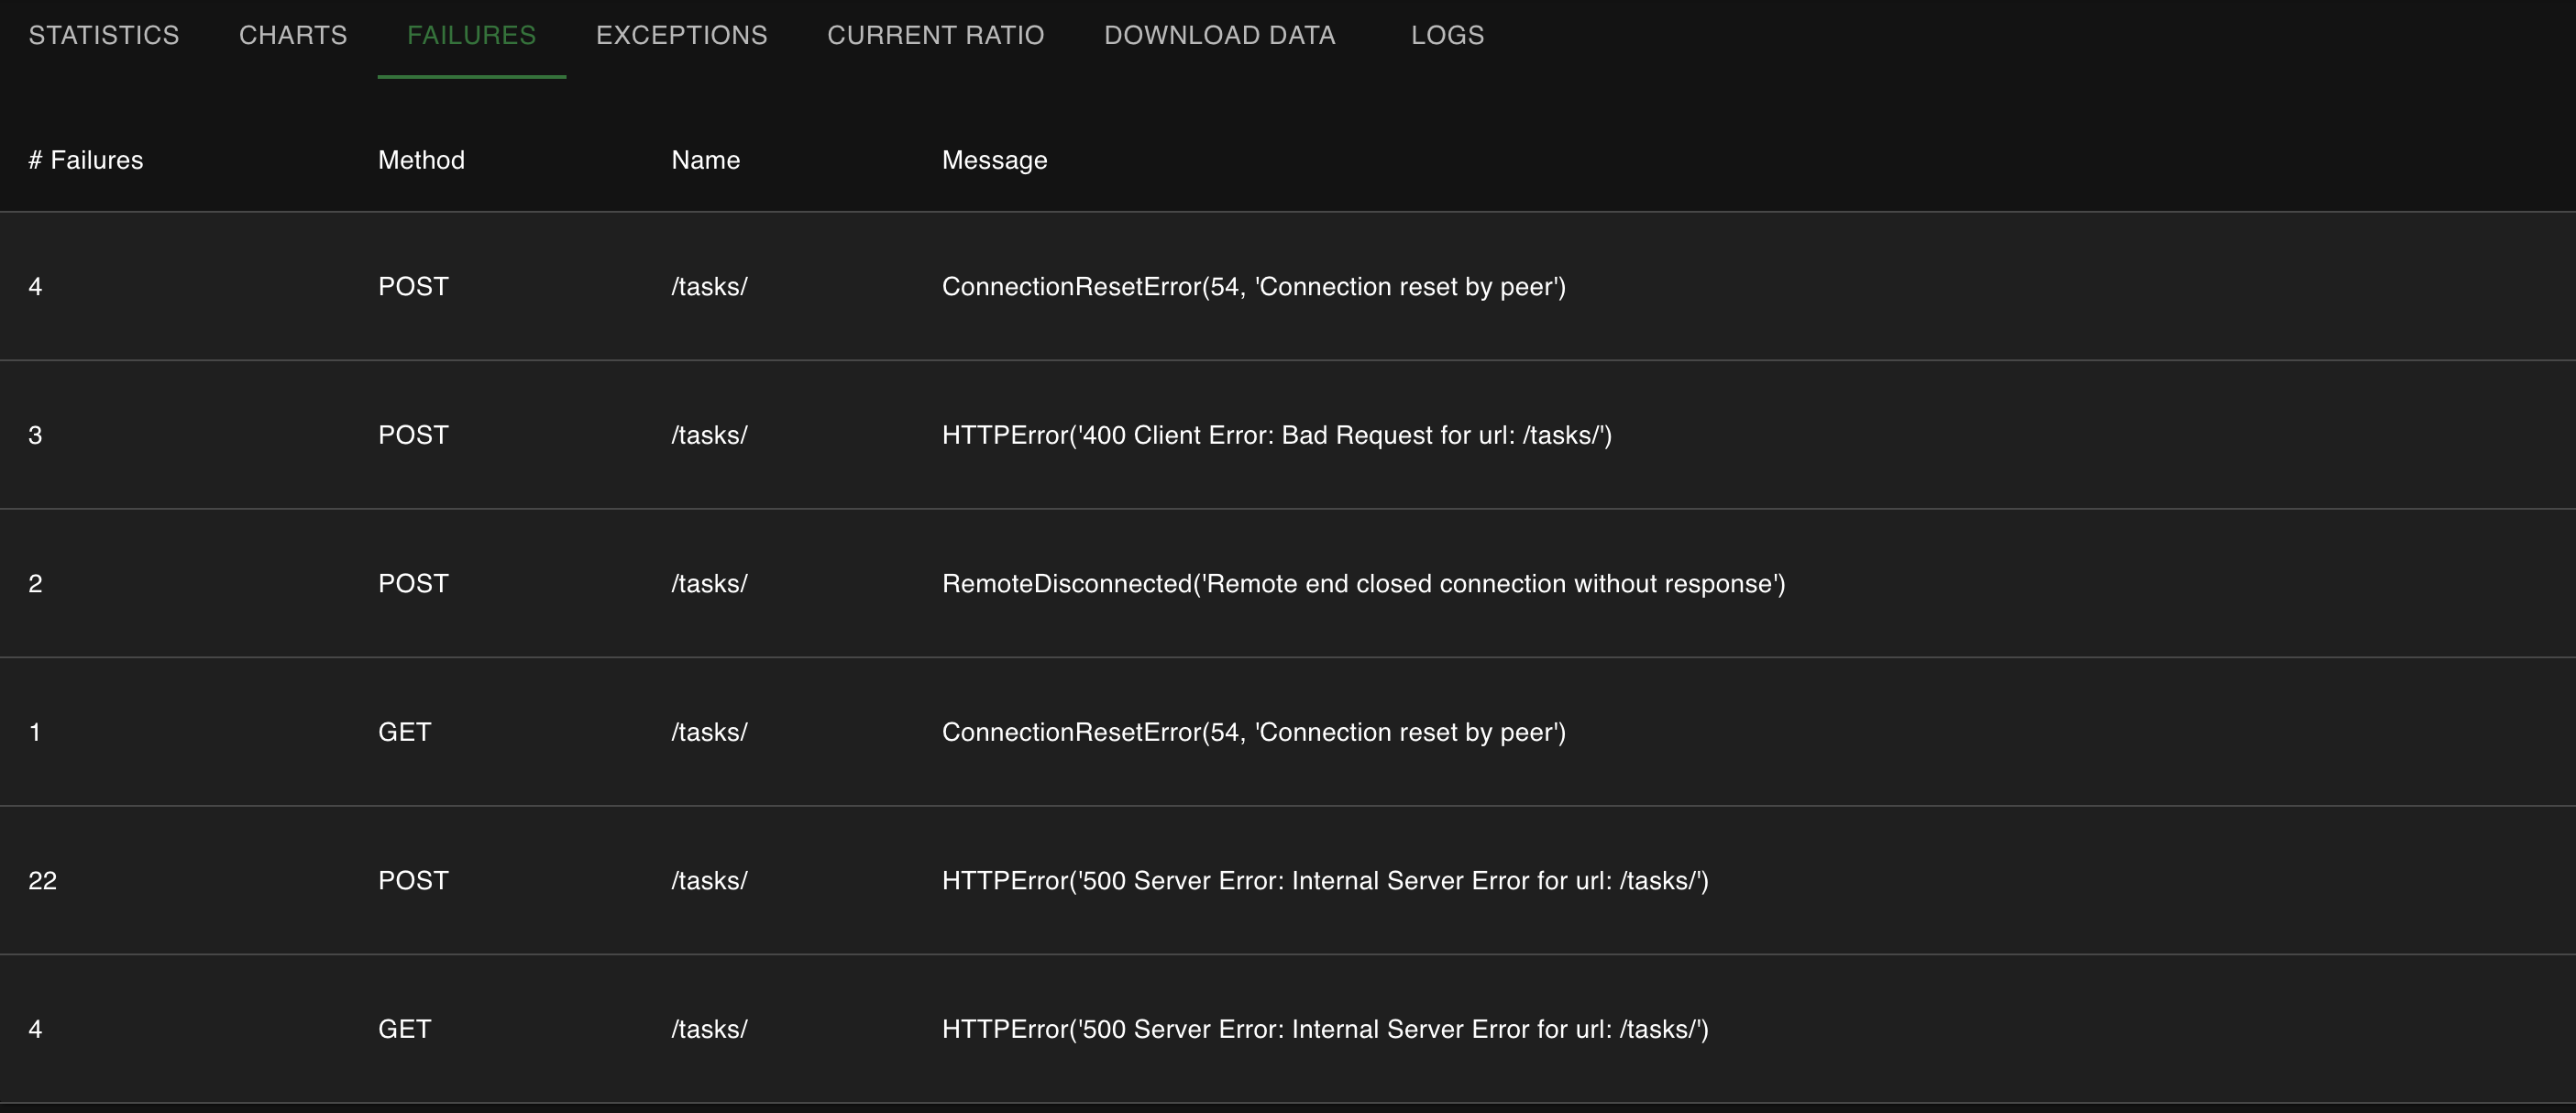 STATISTICS CHARTS FAILURES EXCEPTIONS CURRENT RATIO DOWNLOAD DATA LOGS
# Failures Method Name Message
4 POST /tasks/ ConnectionResetError(54, 'Connection reset by peer')
3 POST /tasks/ HTTPError('400 Client Error: Bad Request for url: /tasks/')
2 POST /tasks/ RemoteDisconnected('Remote end closed connection without response')
1 GET /tasks/ ConnectionResetError(54, 'Connection reset by peer')
22 POST /tasks/ HTTPError('500 Server Error: Internal Server Error for url: /tasks/')
4 GET /tasks/ HTTPError('500 Server Error: Internal Server Error for url: /tasks/')